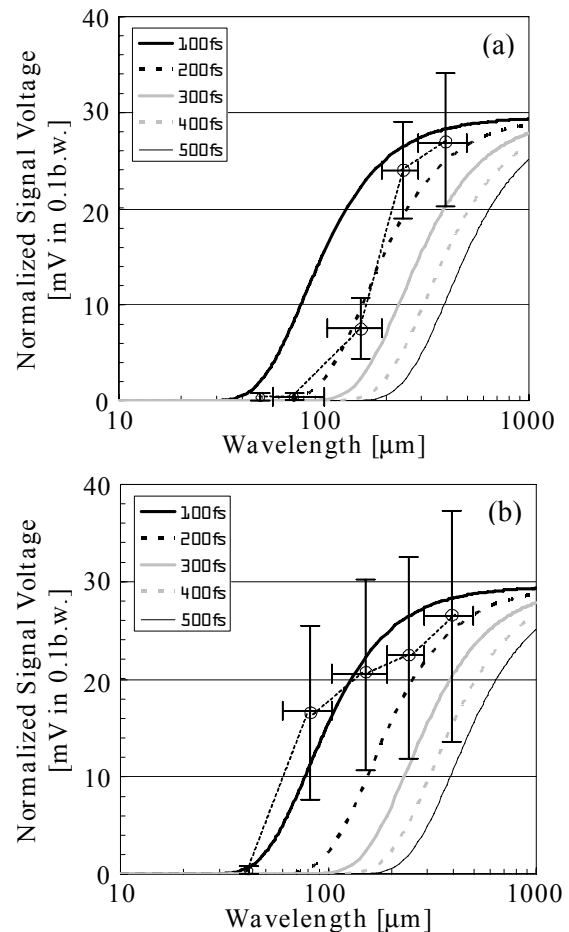 (a)
Normalized Signal Voltage
[mV in 0.1b.w.]
40
30
20
10
0
100fs
200fs
300fs
400fs
500fs
10
100
1000
Wavelength [μm]
(b)
Normalized Signal Voltage
[mV in 0.1b.w.]
40
30
20
10
0
100fs
200fs
300fs
400fs
500fs
10
100
1000
Wavelength [μm]